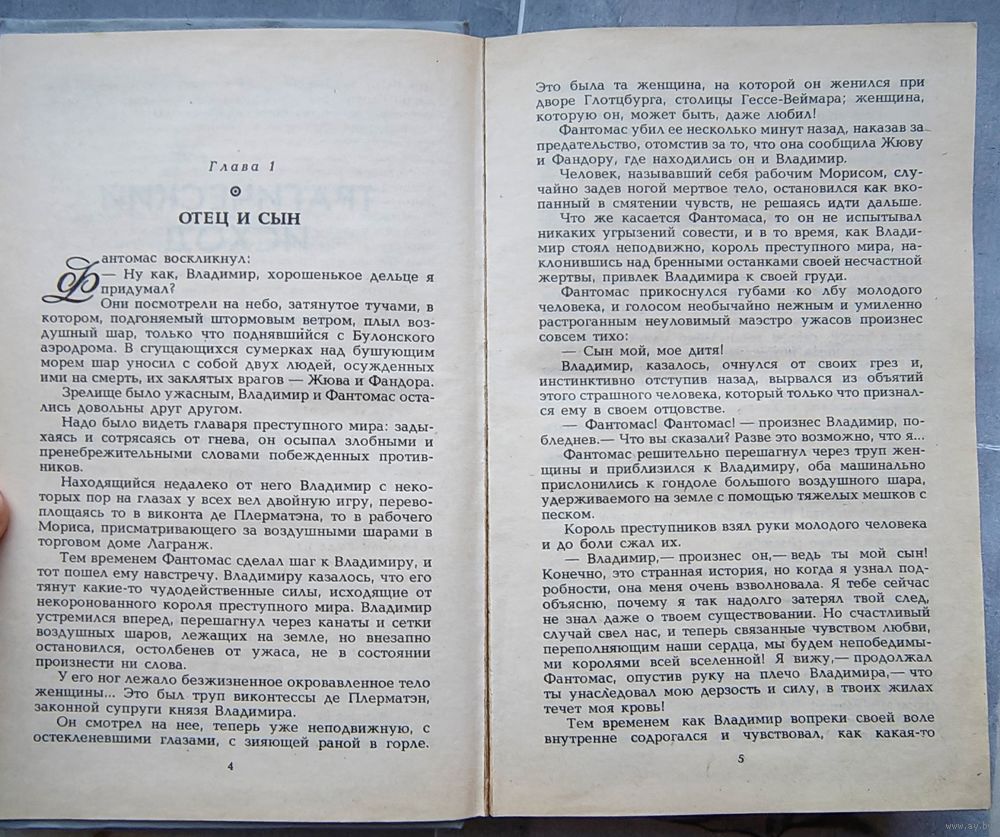 Глава 1
ОТЕЦ И СЫН
Фантомас воскликнул:
— Ну как, Владимир, хорошенькое дельце я
придумал?
Они посмотрели на небо, затянутое тучами, в
котором, подгоняемый штормовым ветром, плыл воз-
душный шар, только что поднявшийся с Булонского
аэродрома. В сгущающихся сумерках над бушующим
морем шар уносил с собой двух людей, осужденных
ими на смерть, их заклятых врагов — Жюва и Фандора.
Зрелище было ужасным, Владимир и Фантомас оста-
лись довольны друг другом.
Надо было видеть главаря преступного мира: зады-
хаясь и сотрясаясь от гнева, он осыпал злобными и
пренебрежительными словами побежденных против-
ников.
Находящийся недалеко от него Владимир с неко-
торых пор на глазах у всех вел двойную игру, перево-
площаясь то в виконта де Плерматэна, то в рабочего
Мориса, присматривающего за воздушными шарами в
торговом доме Лагранж.
Тем временем Фантомас сделал шаг к Владимиру, и
тот пошел ему навстречу. Владимиру казалось, что его
тянут какие-то чудодейственные силы, исходящие от
некоронованного короля преступного мира. Владимир
устремился вперед, перешагнул через канаты и сетки
воздушных шаров, лежащих на земле, но внезапно
остановился, остолбенев от ужаса, не в состоянии
произнести ни слова.
У его ног лежало безжизненное окровавленное тело
женщины... Это был труп виконтессы де Плерматэн,
законной супруги князя Владимира.
Он смотрел на нее, теперь уже неподвижную, с
остекленевшими глазами, с зияющей раной в горле.
4
Это была та женщина, на которой он женился при
дворе Глотцбурга, столицы Гессе-Веймара; женщина,
которую он, может быть, даже любил!
Фантомас убил ее несколько минут назад, наказав за
предательство, отомстив за то, что она сообщила Жюву
и Фандору, где находились он и Владимир.
Человек, называвший себя рабочим Морисом, слу-
чайно задев ногой мертвое тело, остановился как вко-
панный в смятении чувств, не решаясь идти дальше.
Что же касается Фантомаса, то он не испытывал
никаких угрызений совести, и в то время, как Влади-
мир стоял неподвижно, король преступного мира, на-
клонившись над бренными останками своей несчастной
жертвы, привлек Владимира к своей груди.
Фантомас прикоснулся губами ко лбу молодого
человека, и голосом необычайно нежным и умиленно
растроганным неуловимый маэстро ужасов произнес
совсем тихо:
— Сын мой, мое дитя!
Владимир, казалось, очнулся от своих грез и,
инстинктивно отступив назад, вырвался из объятий
этого страшного человека, который только что признал-
ся ему в своем отцовстве.
— Фантомас! Фантомас! — произнес Владимир, по-
бледнев.— Что вы сказали? Разве это возможно, что я...
Фантомас решительно перешагнул через труп жен-
щины и приблизился к Владимиру, оба машинально
прислонились к гондоле большого воздушного шара,
удерживаемого на земле с помощью тяжелых мешков с
песком.
Король преступников взял руки молодого человека
и до боли сжал их.
— Владимир,— произнес он,— ведь ты мой сын!
Конечно, это странная история, но когда я узнал под-
робности, она меня очень взволновала. Я тебе сейчас
объясню, почему я так надолго затерял твой след,
не знал даже о твоем существовании. Но счастливый
случай свел нас, и теперь связанные чувством любви,
переполняющим наши сердца, мы будем непобедимы-
ми королями всей вселенной! Я вижу,— продолжал
Фантомас, опустив руку на плечо Владимира,— что
ты унаследовал мою дерзость и силу, в твоих жилах
течет моя кровь!
Тем временем как Владимир вопреки своей воле
внутренне содрогался и чувствовал, как какая-то
5
www.ay.by